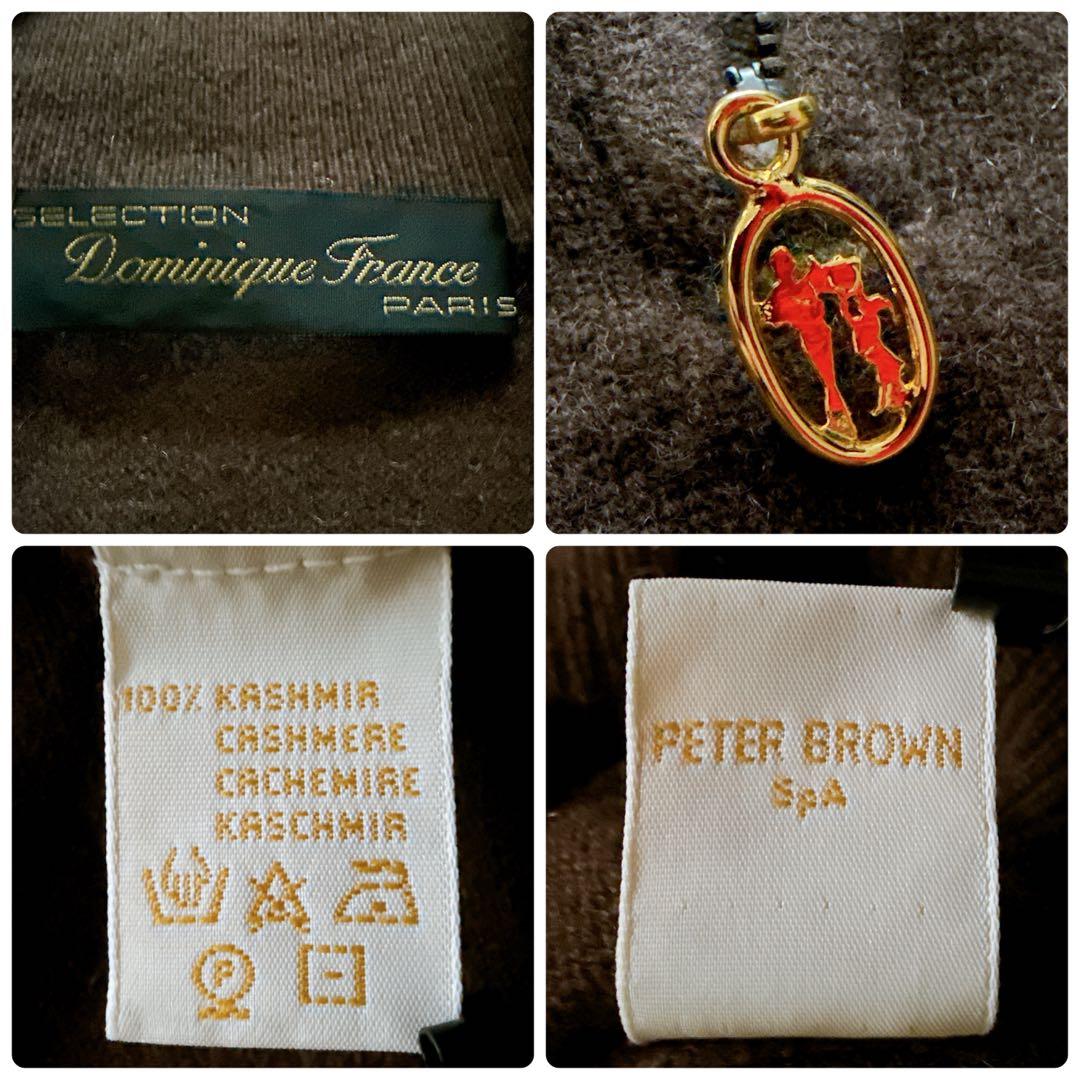 SELECTION
Dominique France
PARIS
100% KASHMIR
CASHMERE
CACHEMIRE
KASCHMIR
P
PETER BROWN
SpA